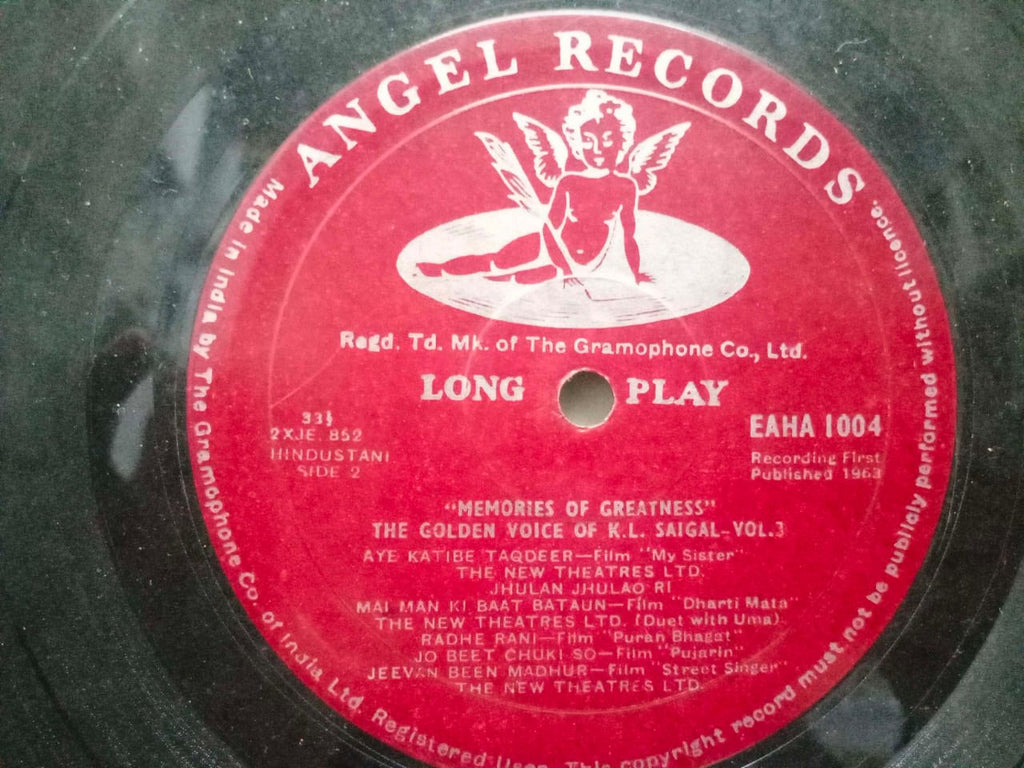 ANGEL RECORDS
Regd. Td. Mk. of The Gramophone Co., Ltd.
LONG PLAY
33⅓
2XJE. 852
HINDUSTANI
SIDE 2
EAHA 1004
Recording First
Published 1963
"MEMORIES OF GREATNESS"
THE GOLDEN VOICE OF K.L. SAIGAL-VOL.3
AYE KATIBE TAQDEER—Film "My Sister"
THE NEW THEATRES LTD.
JHULAN JHULAO RI
MAI MAN KI BAAT BATAUN—Film "Dharti Mata"
THE NEW THEATRES LTD. (Duet with Uma)
RADHE RANI—Film "Puran Bhagat"
JO BEET CHUKI SO—Film "Pujarin"
JEEVAN BEEN MADHUR—Film "Street Singer"
THE NEW THEATRES LTD.
Made in India by The Gramophone Co. of India Ltd. Registered User. This copyright record must not be publialy performed without licence.